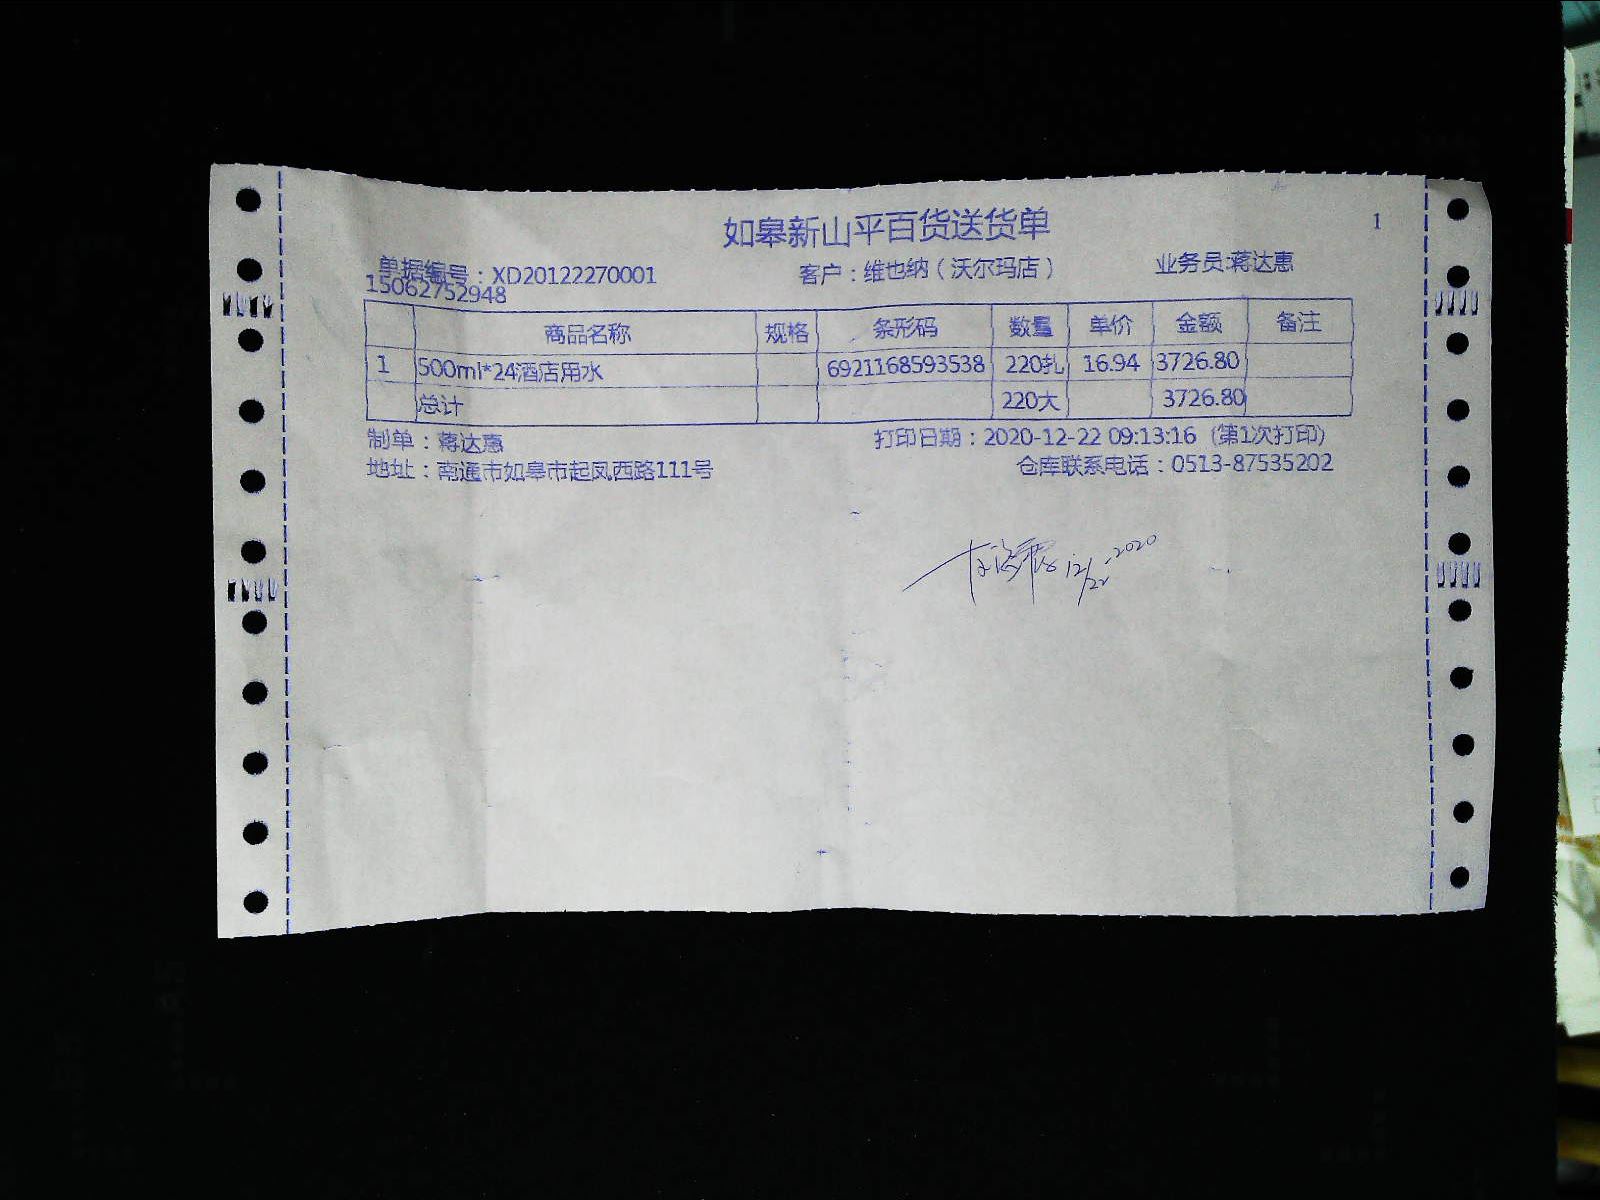 如皋新山平百货送货单 1
单据编号：XD20122270001 客户：维也纳（沃尔玛店） 业务员:蒋达惠
15062752948
商品名称 规格 条形码 数量 单价 金额 备注
1 500ml*24酒店用水 6921168593538 220扎 16.94 3726.80
总计 220大 3726.80
制单：蒋达惠 打印日期：2020-12-22 09:13:16 (第1次打印)
地址：南通市如皋市起凤西路111号 仓库联系电话：0513-87535202
12/22 2020